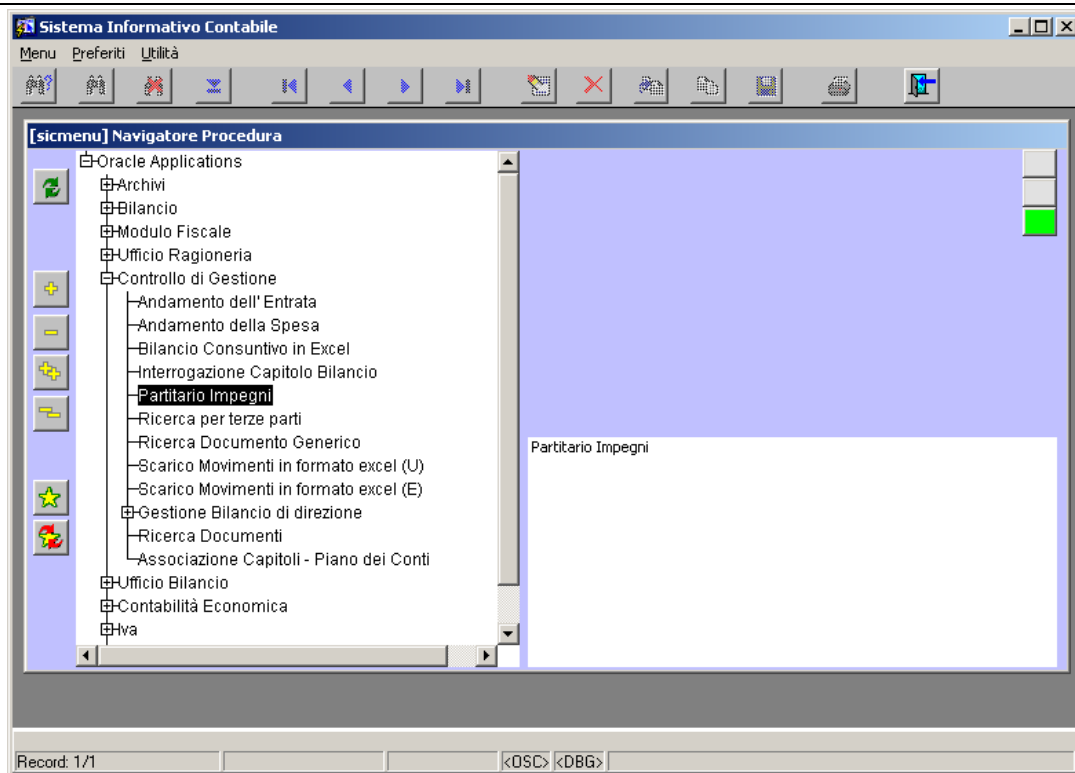 Sistema Informativo Contabile
Menu Preferiti Utilità
[sicmenu] Navigatore Procedura
Oracle Applications
Archivi
Bilancio
Modulo Fiscale
Ufficio Ragioneria
Controllo di Gestione
Andamento dell' Entrata
Andamento della Spesa
Bilancio Consuntivo in Excel
Interrogazione Capitolo Bilancio
Partitario Impegni
Ricerca per terze parti
Ricerca Documento Generico
Scarico Movimenti in formato excel (U)
Scarico Movimenti in formato excel (E)
Gestione Bilancio di direzione
Ricerca Documenti
Associazione Capitoli - Piano dei Conti
Ufficio Bilancio
Contabilità Economica
Iva
Partitario Impegni
Record: 1/1 <OSC> <DBG>